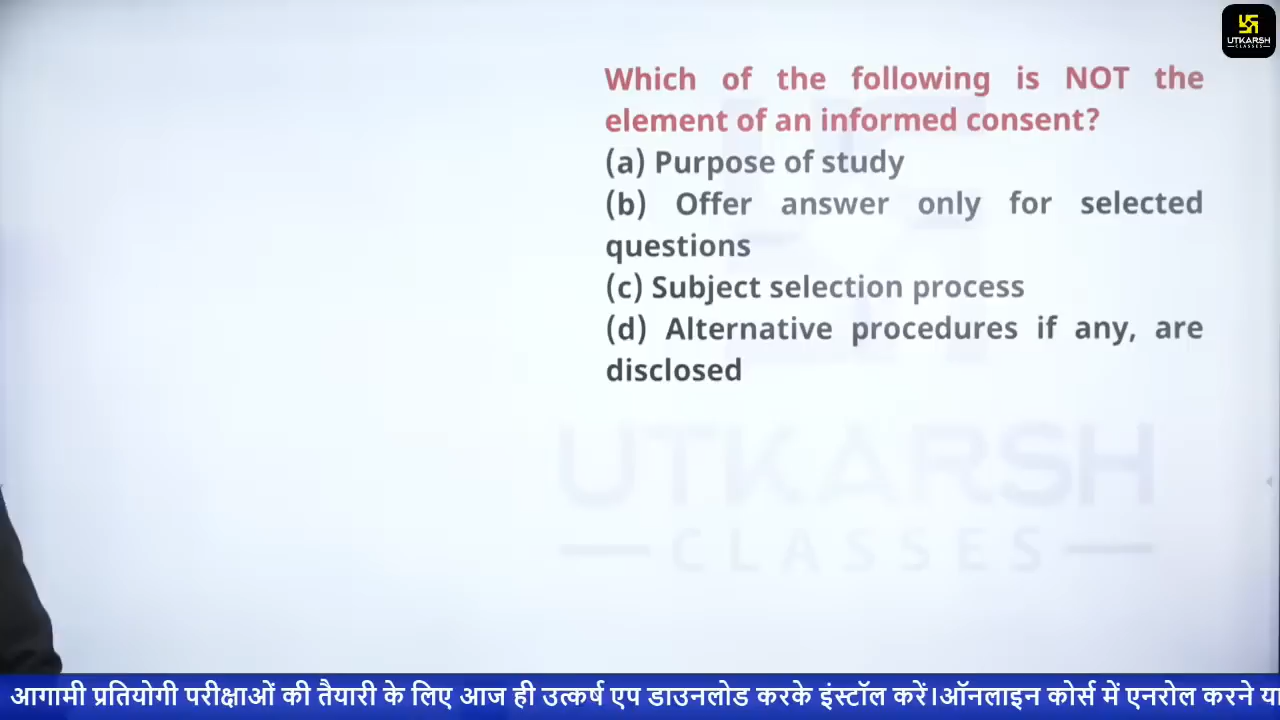 UTKARSH
CLASSES
Which of the following is NOT the
element of an informed consent?
(a) Purpose of study
(b) Offer answer only for selected
questions
(c) Subject selection process
(d) Alternative procedures if any, are
disclosed
UTKARSH
CLASSES
आगामी प्रतियोगी परीक्षाओं की तैयारी के लिए आज ही उत्कर्ष एप डाउनलोड करके इंस्टॉल करें।ऑनलाइन कोर्स में एनरोल करने